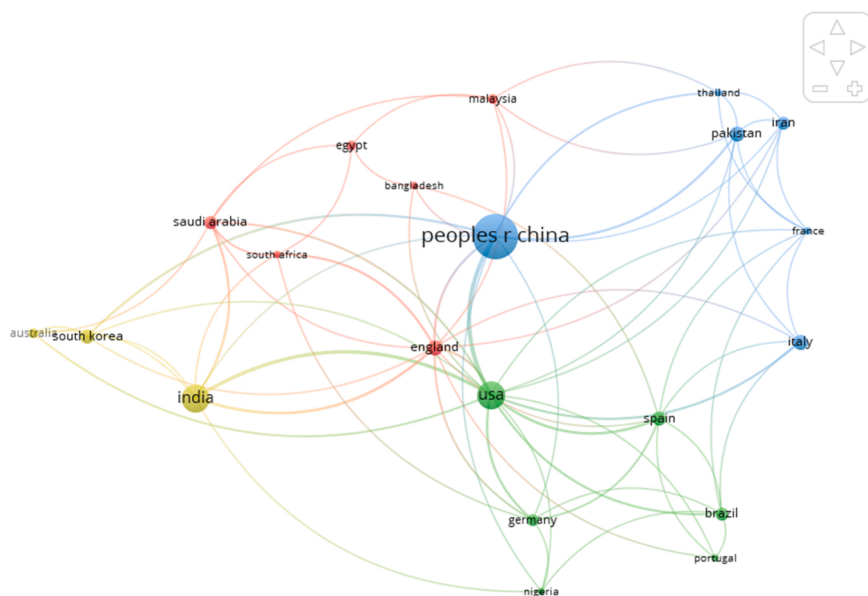 thailand
malaysia
iran
pakistan
egypt
bangladesh
saudi arabia
peoples r china
france
south africa
australia
south korea
england
italy
india
usa
spain
brazil
germany
portugal
nigeria